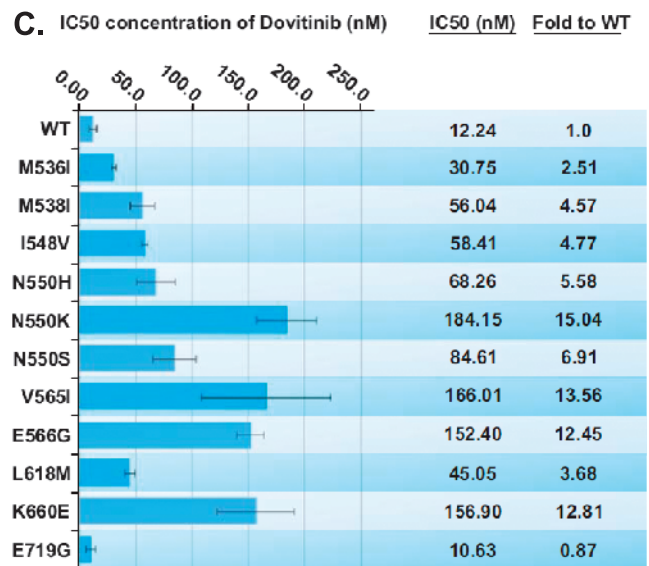 C. IC50 concentration of Dovitinib (nM) IC50 (nM) Fold to WT
0.00 50.0 100.0 150.0 200.0 250.0
WT 12.24 1.0
M536I 30.75 2.51
M538I 56.04 4.57
I548V 58.41 4.77
N550H 68.26 5.58
N550K 184.15 15.04
N550S 84.61 6.91
V565I 166.01 13.56
E566G 152.40 12.45
L618M 45.05 3.68
K660E 156.90 12.81
E719G 10.63 0.87